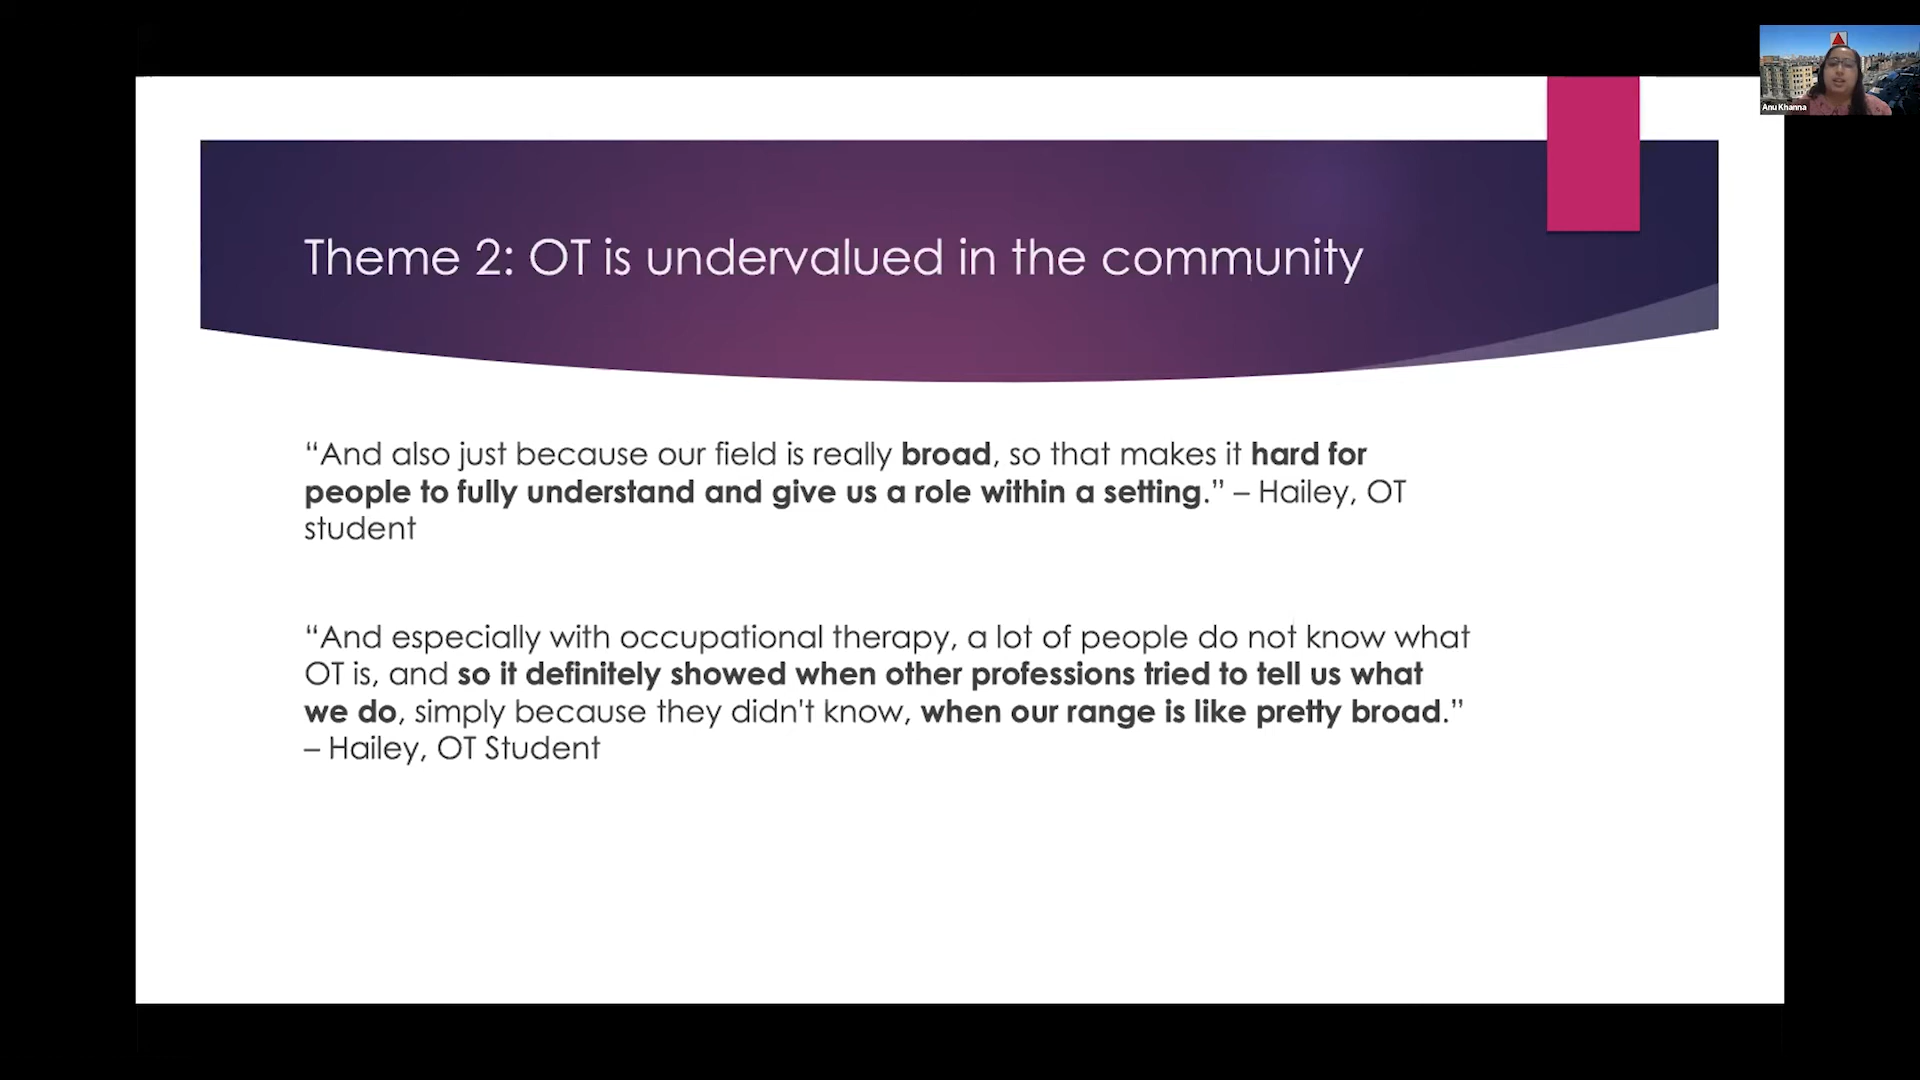 Anu Khanna
Theme 2: OT is undervalued in the community
“And also just because our field is really broad, so that makes it hard for
people to fully understand and give us a role within a setting.” – Hailey, OT
student
“And especially with occupational therapy, a lot of people do not know what
OT is, and so it definitely showed when other professions tried to tell us what
we do, simply because they didn't know, when our range is like pretty broad.”
– Hailey, OT Student